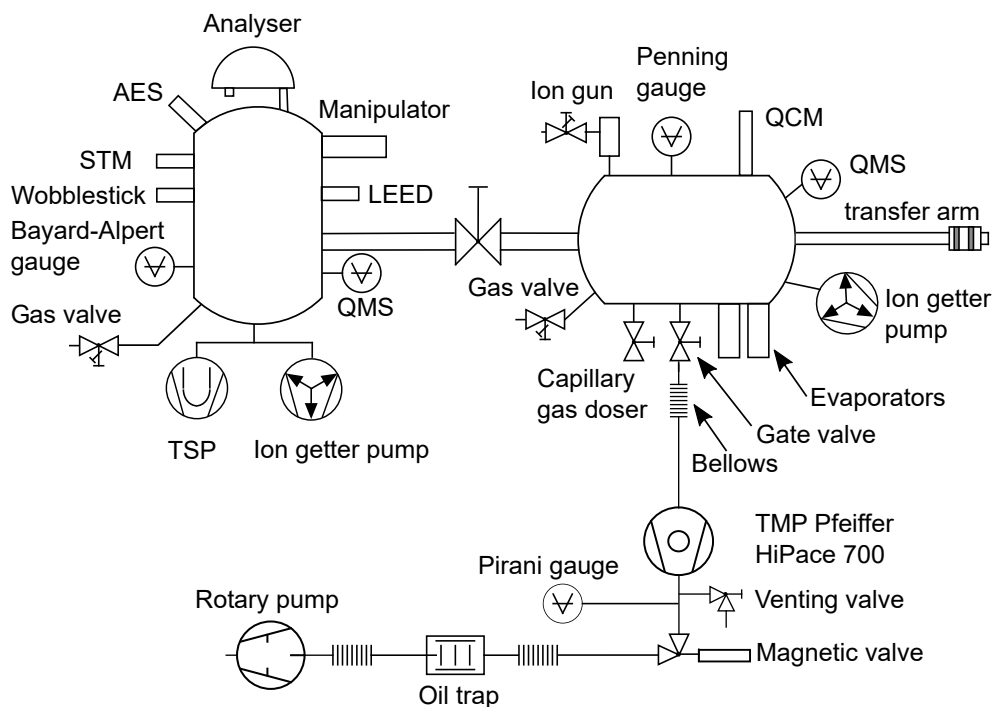 Analyser
AES
Manipulator
STM
Wobblestick
LEED
Bayard-Alpert
gauge
QMS
Gas valve
TSP
Ion getter pump
Penning
gauge
Ion gun
QCM
QMS
transfer arm
Gas valve
Ion getter
pump
Capillary
gas doser
Evaporators
Gate valve
Bellows
TMP Pfeiffer
HiPace 700
Pirani gauge
Venting valve
Rotary pump
Magnetic valve
Oil trap